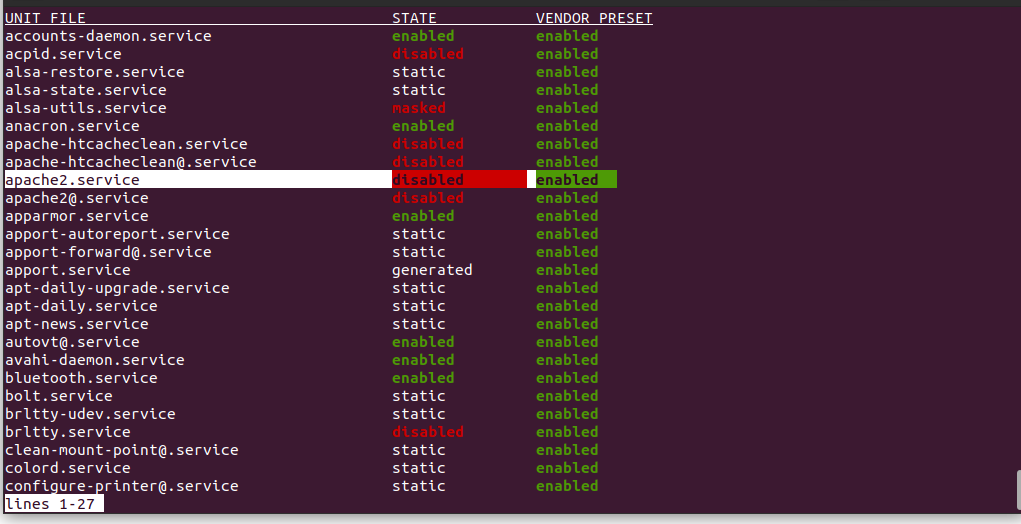 UNIT FILE STATE VENDOR PRESET
accounts-daemon.service enabled enabled
acpid.service disabled enabled
alsa-restore.service static enabled
alsa-state.service static enabled
alsa-utils.service masked enabled
anacron.service enabled enabled
apache-htcacheclean.service disabled enabled
apache-htcacheclean@.service disabled enabled
apache2.service disabled enabled
apache2@.service disabled enabled
apparmor.service enabled enabled
apport-autoreport.service static enabled
apport-forward@.service static enabled
apport.service generated enabled
apt-daily-upgrade.service static enabled
apt-daily.service static enabled
apt-news.service static enabled
autovt@.service enabled enabled
avahi-daemon.service enabled enabled
bluetooth.service enabled enabled
bolt.service static enabled
brltty-udev.service static enabled
brltty.service disabled enabled
clean-mount-point@.service static enabled
colord.service static enabled
configure-printer@.service static enabled
lines 1-27